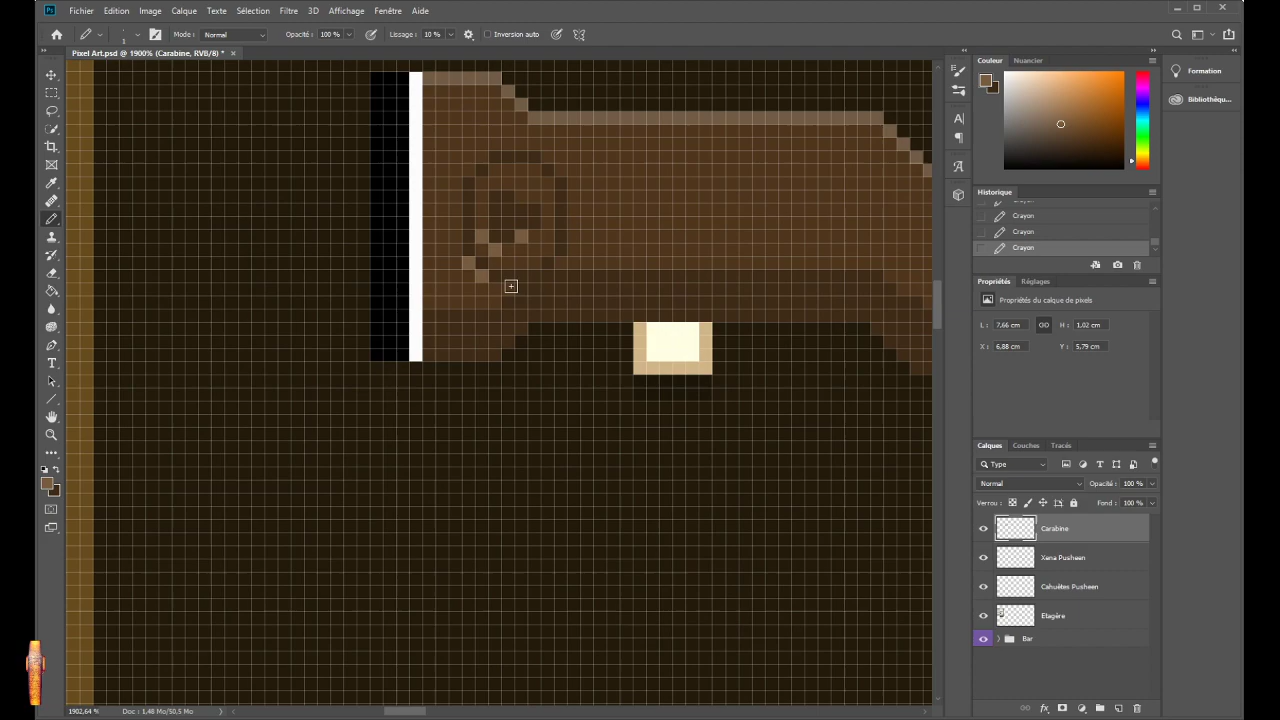 Ps Fichier Edition Image Calque Texte Sélection Filtre 3D Affichage Fenêtre Aide
1 Mode : Normal Opacité : 100 % Lissage : 10 % Inversion auto
Pixel Art.psd @ 1900% (Carabine, RVB/8) * ×
Couleur Nuancier
Formation
Bibliothèqu...
Historique
Crayon
Crayon
Crayon
Propriétés Réglages
Propriétés du calque de pixels
L : 7,66 cm H : 1,02 cm
X : 6,88 cm Y : 5,79 cm
Calques Couches Tracés
Type
Normal Opacité : 100 %
Verrou : Fond : 100 %
Carabine
Xena Pusheen
Cahuètes Pusheen
Etagère
Bar
1902,64 % Doc : 1,48 Mo/50,5 Mo